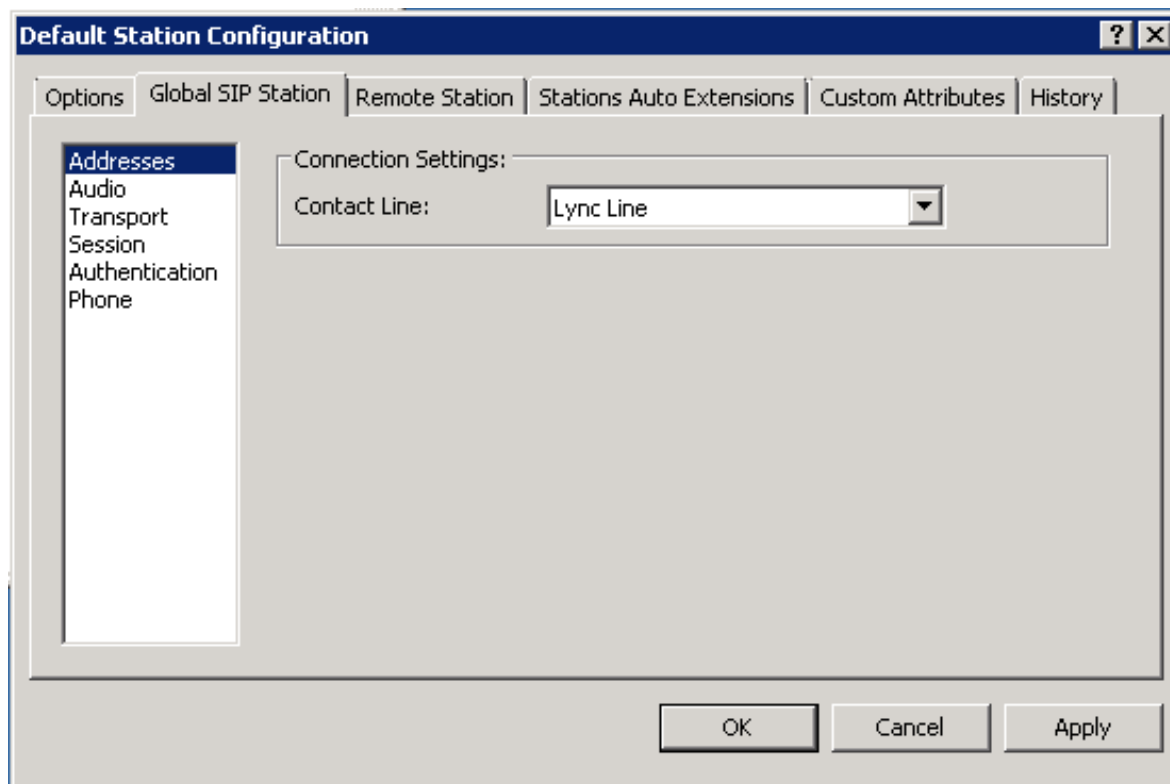 Default Station Configuration
?
Options Global SIP Station Remote Station Stations Auto Extensions Custom Attributes History
Addresses
Audio
Transport
Session
Authentication
Phone
Connection Settings:
Contact Line: Lync Line
OK Cancel Apply